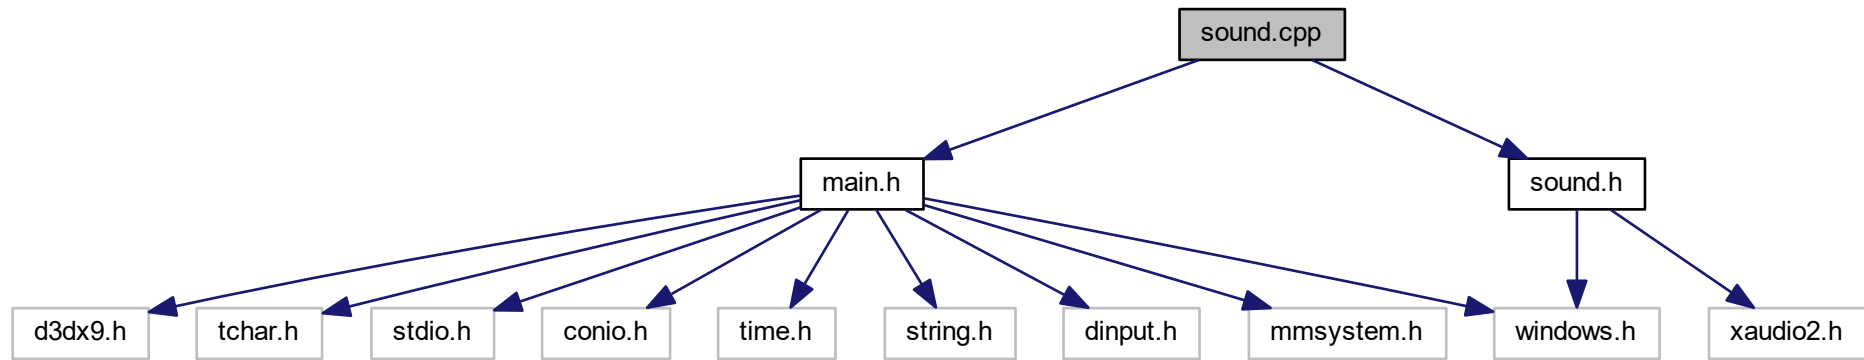 sound.cpp
main.h
sound.h
d3dx9.h
tchar.h
stdio.h
conio.h
time.h
string.h
dinput.h
mmsystem.h
windows.h
xaudio2.h